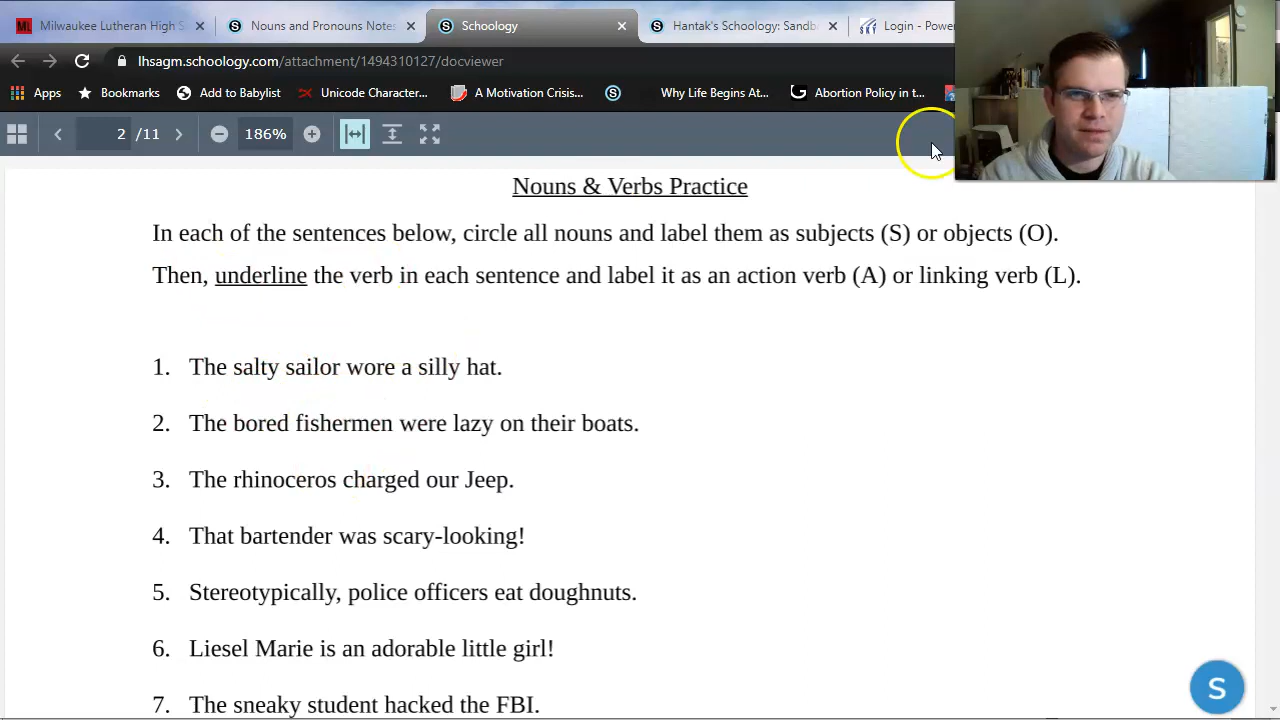 ML Milwaukee Lutheran High S
S Nouns and Pronouns Notes
S Schoology
S Hantak's Schoology: Sandb
Login - Powe
lhsagm.schoology.com/attachment/1494310127/docviewer
Apps
Bookmarks
Add to Babylist
Unicode Character...
A Motivation Crisis...
S
Why Life Begins At...
Abortion Policy in t...
2 /11
186%
Nouns & Verbs Practice
In each of the sentences below, circle all nouns and label them as subjects (S) or objects (O).
Then, underline the verb in each sentence and label it as an action verb (A) or linking verb (L).
1. The salty sailor wore a silly hat.
2. The bored fishermen were lazy on their boats.
3. The rhinoceros charged our Jeep.
4. That bartender was scary-looking!
5. Stereotypically, police officers eat doughnuts.
6. Liesel Marie is an adorable little girl!
7. The sneaky student hacked the FBI.
S